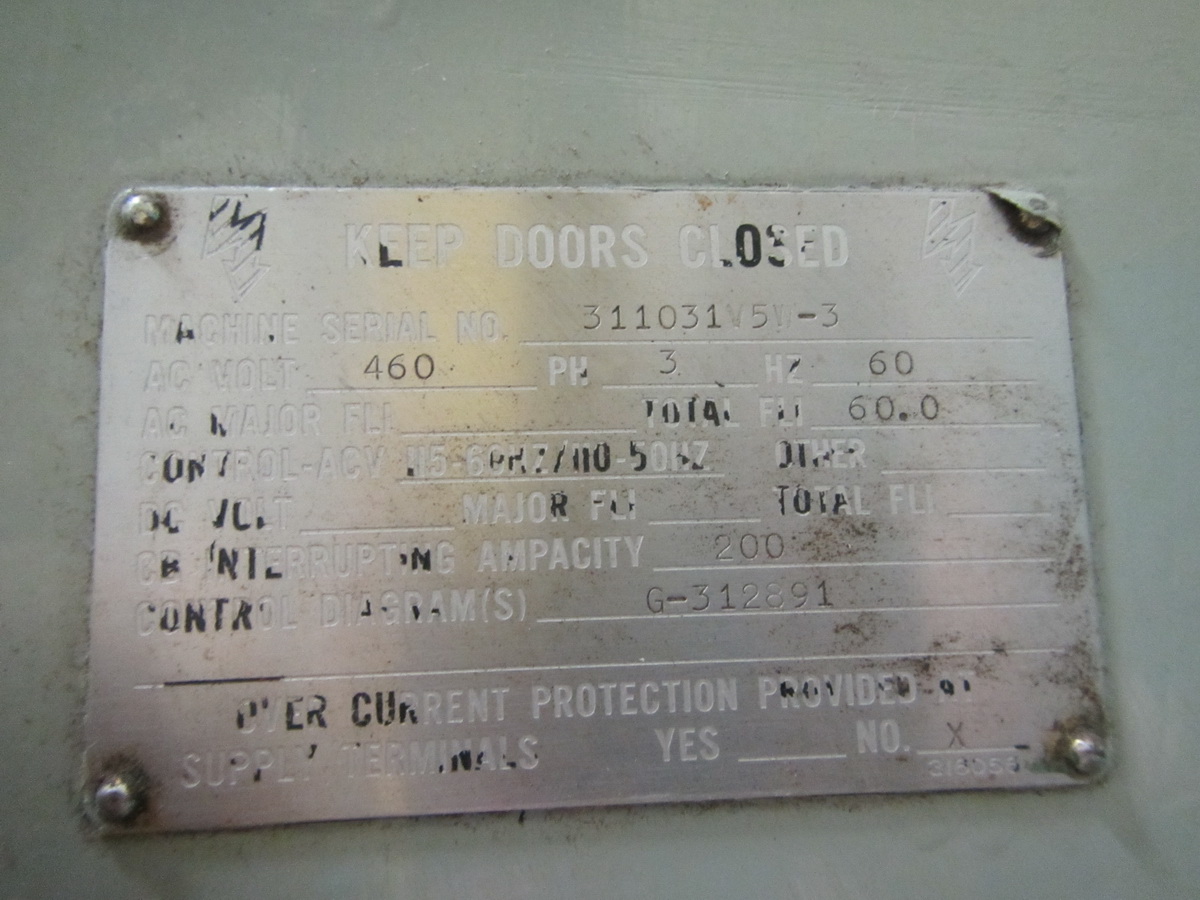 KEEP DOORS CLOSED
MACHINE SERIAL NO. 311031V5W-3
AC VOLT 460 PH 3 HZ 60
AC MAJOR FLI TOTAL FLI 60.0
CONTROL-ACV 115-60HZ/110-50HZ OTHER
DC VOLT MAJOR FLI TOTAL FLI
CB INTERRUPTING AMPACITY 200
CONTROL DIAGRAM(S) G-312891
OVER CURRENT PROTECTION PROVIDED AT
SUPPLY TERMINALS YES NO. X